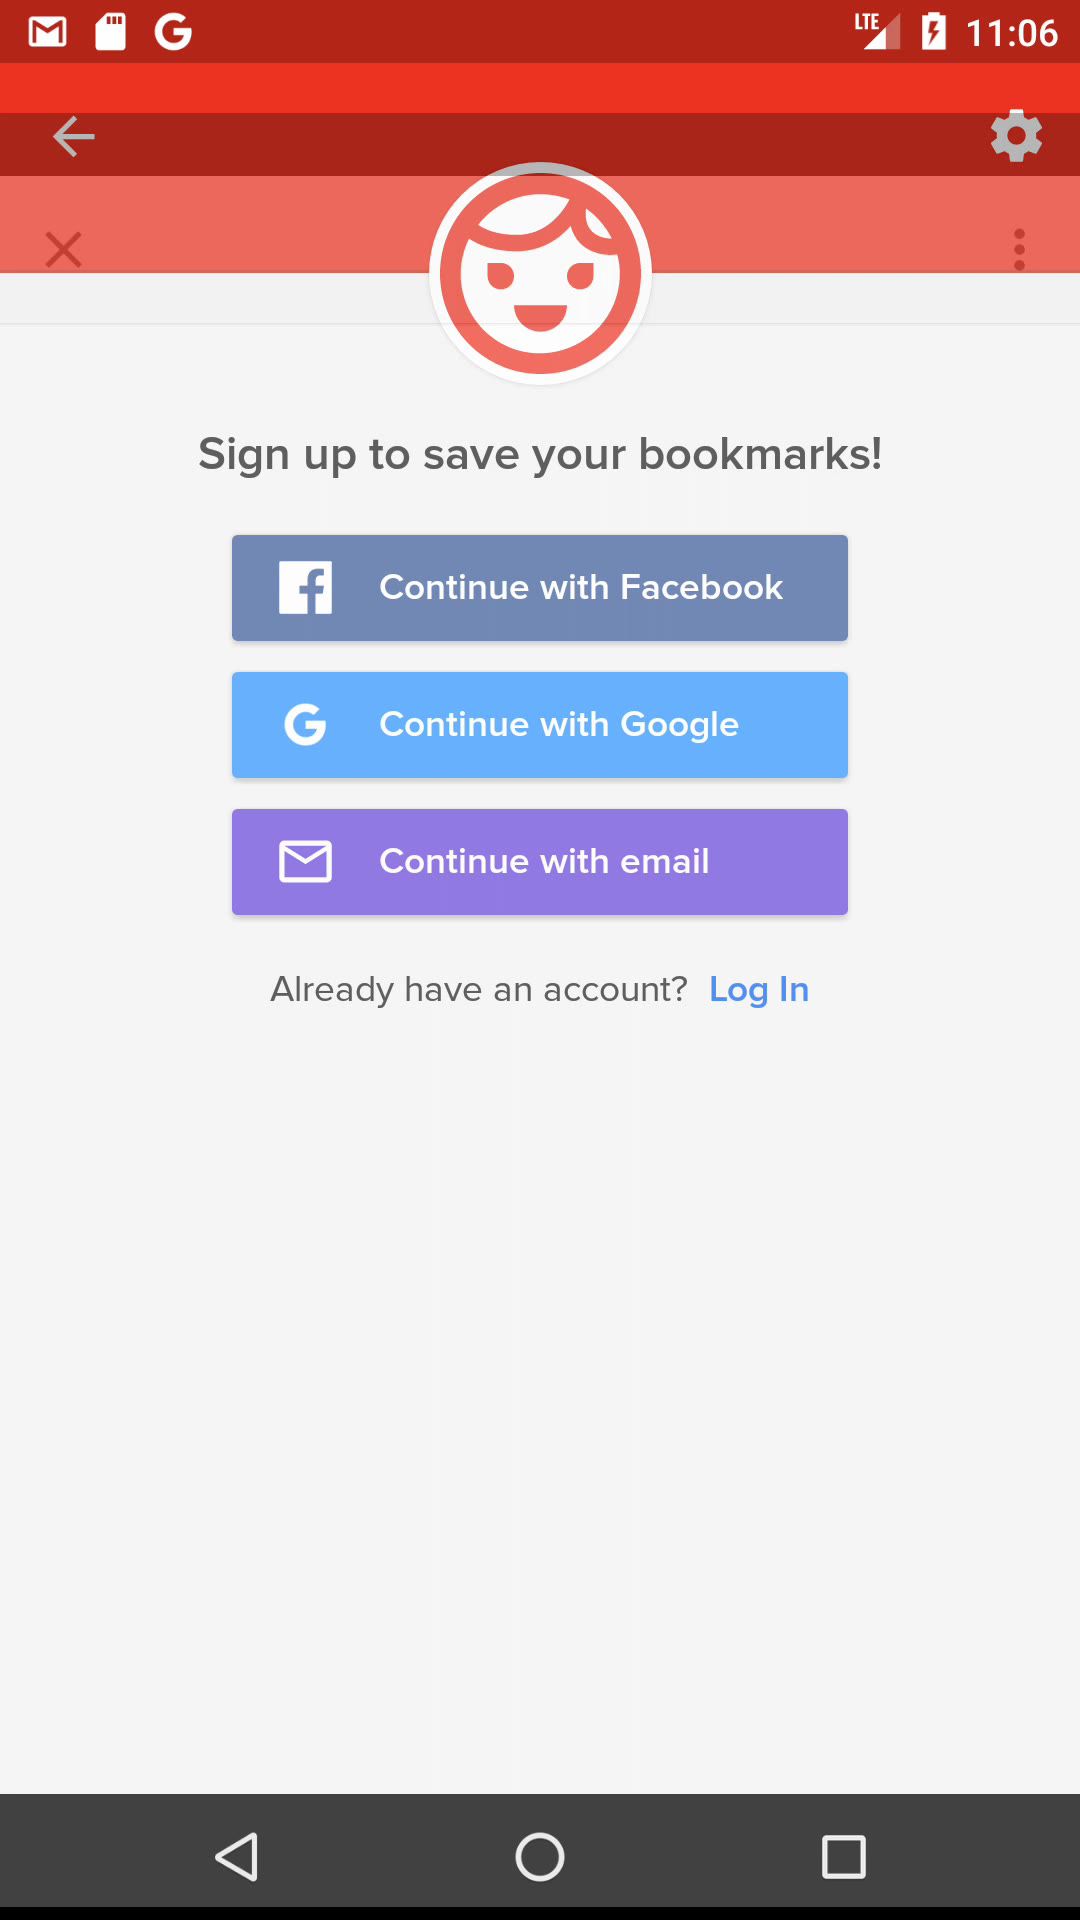 LTE 11:06
Sign up to save your bookmarks!
Continue with Facebook
Continue with Google
Continue with email
Already have an account? Log In